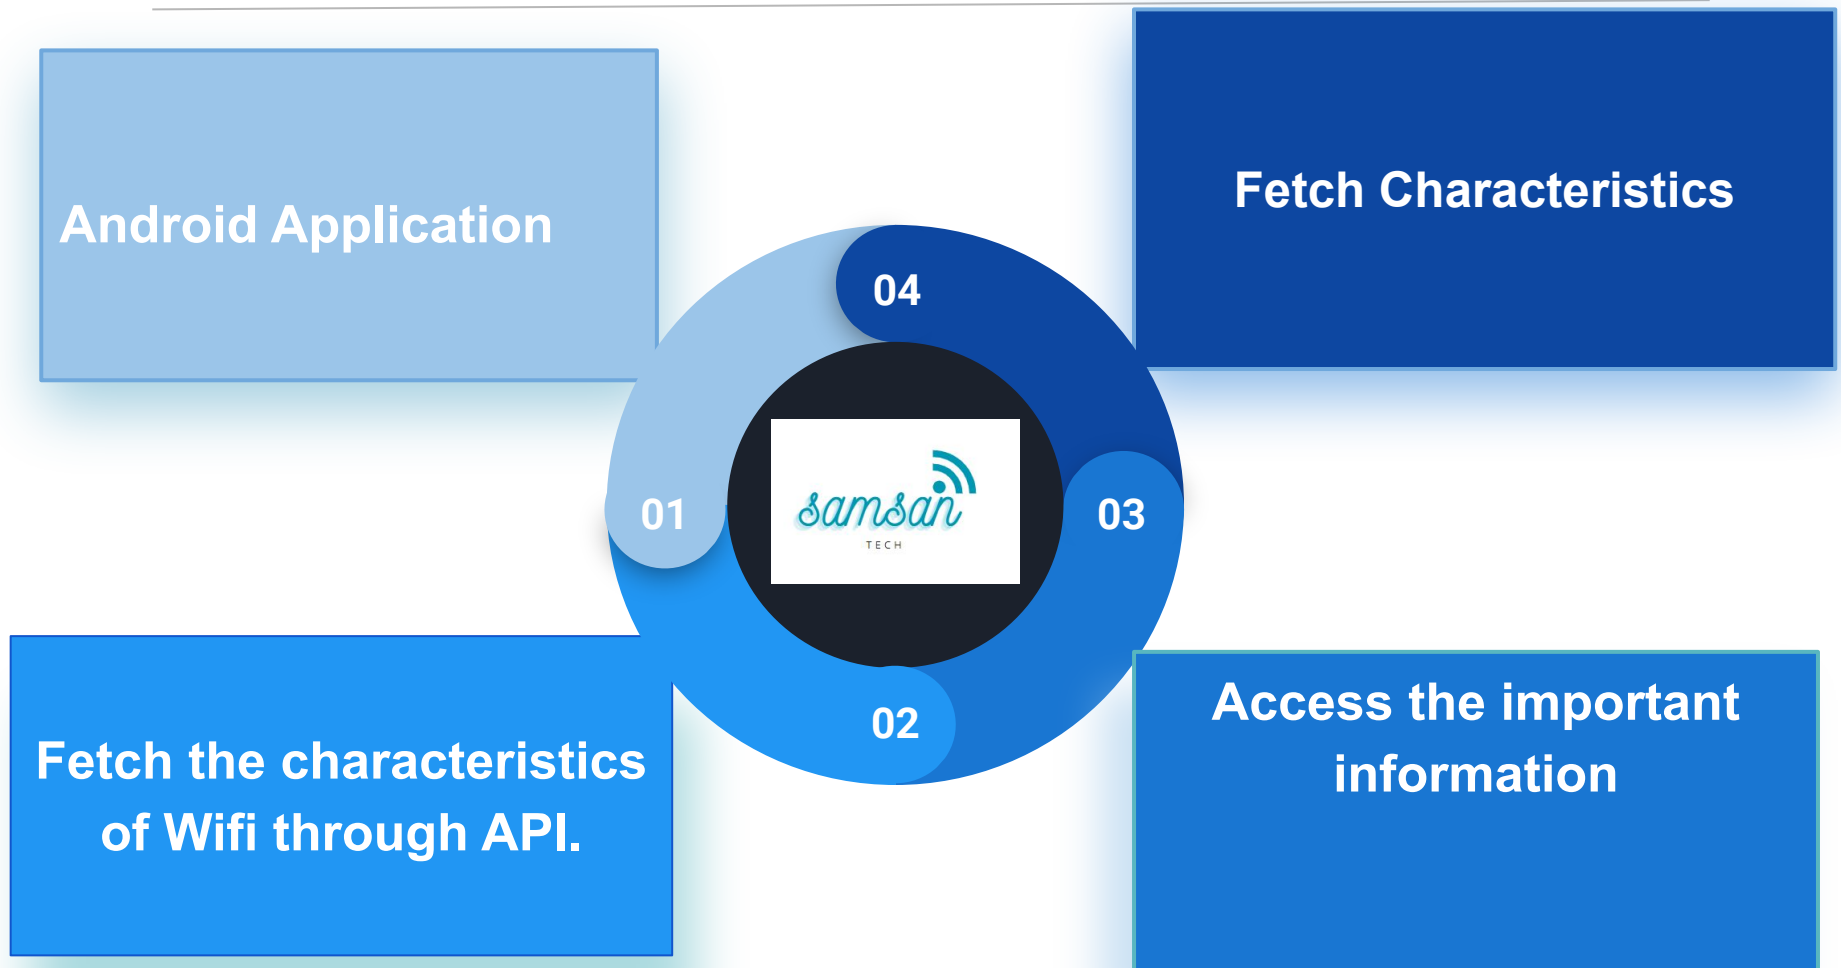 Android Application
Fetch Characteristics
04
01
samsan
TECH
03
02
Fetch the characteristics
of Wifi through API.
Access the important
information